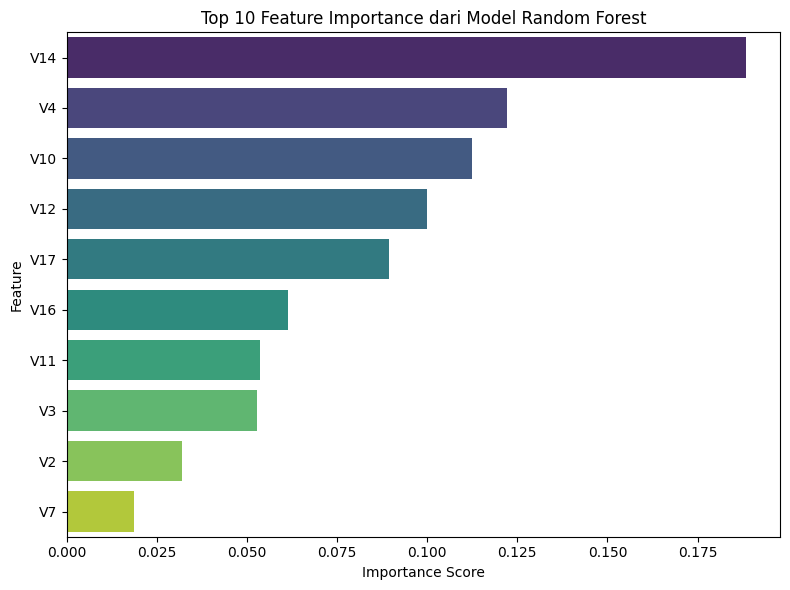 Top 10 Feature Importance dari Model Random Forest
V14
V4
V10
V12
V17
V16
V11
V3
V2
V7
Feature
0.000 0.025 0.050 0.075 0.100 0.125 0.150 0.175
Importance Score